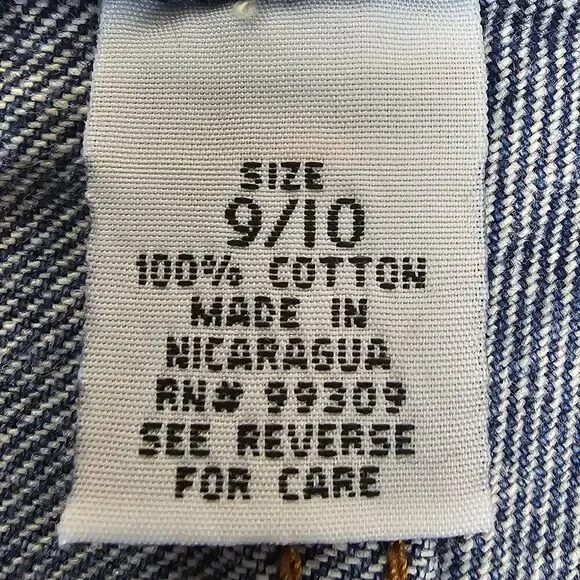 SIZE
9/10
100% COTTON
MADE IN
NICARAGUA
RN# 99309
SEE REVERSE
FOR CARE